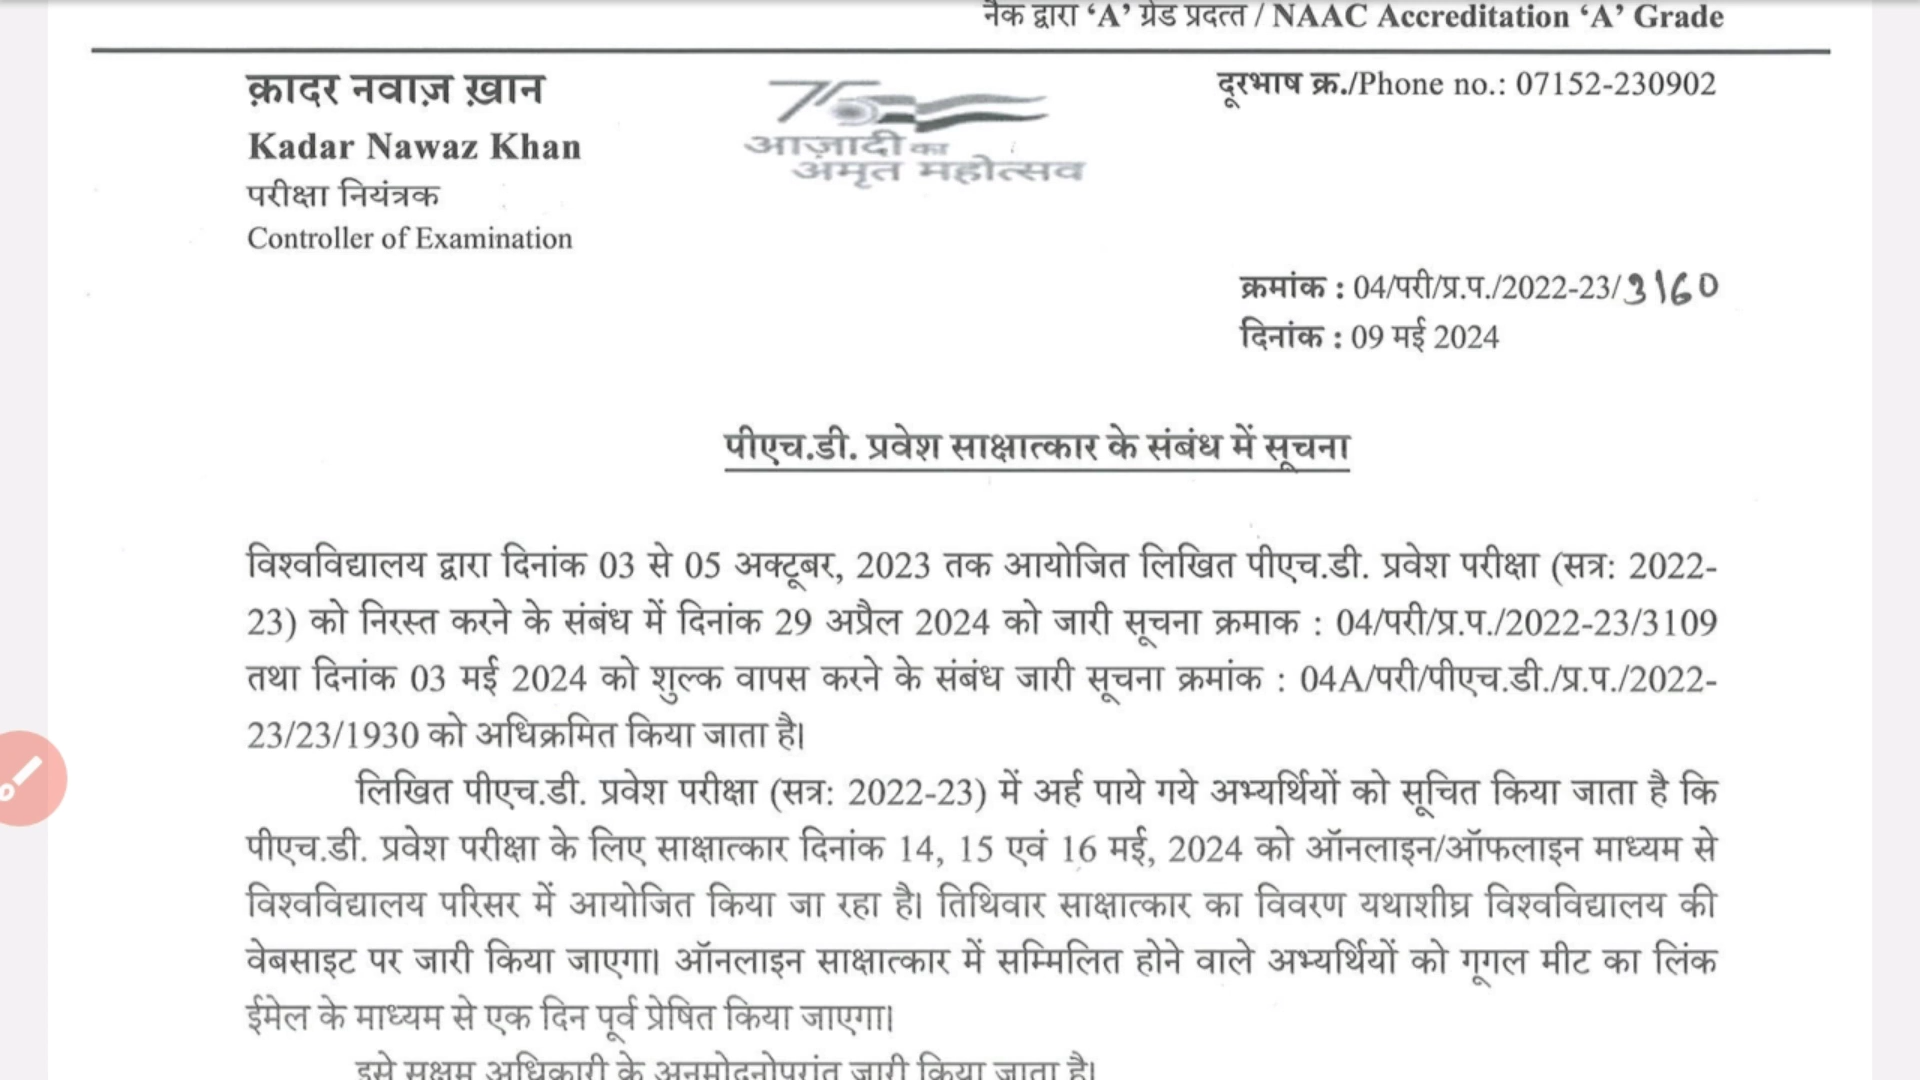 नैक द्वारा ‘A’ ग्रेड प्रदत्त / NAAC Accreditation ‘A’ Grade
क़ादर नवाज़ ख़ान
Kadar Nawaz Khan
परीक्षा नियंत्रक
Controller of Examination
75
आज़ादी का
अमृत महोत्सव
दूरभाष क्र./Phone no.: 07152-230902
क्रमांक : 04/परी/प्र.प./2022-23/3160
दिनांक : 09 मई 2024
पीएच.डी. प्रवेश साक्षात्कार के संबंध में सूचना
विश्वविद्यालय द्वारा दिनांक 03 से 05 अक्टूबर, 2023 तक आयोजित लिखित पीएच.डी. प्रवेश परीक्षा (सत्र: 2022-
23) को निरस्त करने के संबंध में दिनांक 29 अप्रैल 2024 को जारी सूचना क्रमाक : 04/परी/प्र.प./2022-23/3109
तथा दिनांक 03 मई 2024 को शुल्क वापस करने के संबंध जारी सूचना क्रमांक : 04A/परी/पीएच.डी./प्र.प./2022-
23/23/1930 को अधिक्रमित किया जाता है।
लिखित पीएच.डी. प्रवेश परीक्षा (सत्र: 2022-23) में अर्ह पाये गये अभ्यर्थियों को सूचित किया जाता है कि
पीएच.डी. प्रवेश परीक्षा के लिए साक्षात्कार दिनांक 14, 15 एवं 16 मई, 2024 को ऑनलाइन/ऑफलाइन माध्यम से
विश्वविद्यालय परिसर में आयोजित किया जा रहा है। तिथिवार साक्षात्कार का विवरण यथाशीघ्र विश्वविद्यालय की
वेबसाइट पर जारी किया जाएगा। ऑनलाइन साक्षात्कार में सम्मिलित होने वाले अभ्यर्थियों को गूगल मीट का लिंक
ईमेल के माध्यम से एक दिन पूर्व प्रेषित किया जाएगा।
इसे सक्षम अधिकारी के अनुमोदनोपरांत जारी किया जाता है।